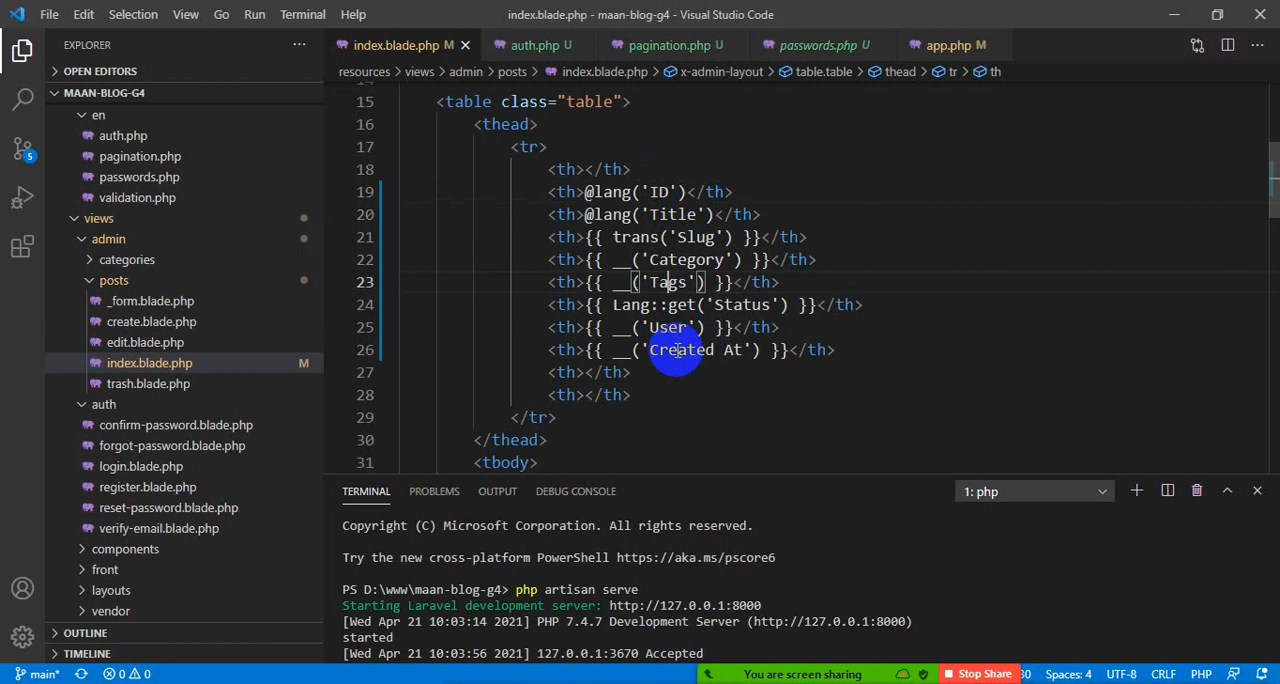 File Edit Selection View Go Run Terminal Help
index.blade.php - maan-blog-g4 - Visual Studio Code
EXPLORER
OPEN EDITORS
MAAN-BLOG-G4
en
auth.php
pagination.php
passwords.php
validation.php
views
admin
categories
posts
_form.blade.php
create.blade.php
edit.blade.php
index.blade.php M
trash.blade.php
auth
confirm-password.blade.php
forgot-password.blade.php
login.blade.php
register.blade.php
reset-password.blade.php
verify-email.blade.php
components
front
layouts
vendor
OUTLINE
TIMELINE
5
index.blade.php M auth.php U pagination.php U passwords.php U app.php M
resources > views > admin > posts > index.blade.php > x-admin-layout > table.table > thead > tr > th
15 <table class="table">
16 <thead>
17 <tr>
18 <th></th>
19 <th>@lang('ID')</th>
20 <th>@lang('Title')</th>
21 <th>{{ trans('Slug') }}</th>
22 <th>{{ __('Category') }}</th>
23 <th>{{ __('Tags') }}</th>
24 <th>{{ Lang::get('Status') }}</th>
25 <th>{{ __('User') }}</th>
26 <th>{{ __('Created At') }}</th>
27 <th></th>
28 <th></th>
29 </tr>
30 </thead>
31 <tbody>
TERMINAL PROBLEMS OUTPUT DEBUG CONSOLE 1: php
Copyright (C) Microsoft Corporation. All rights reserved.
Try the new cross-platform PowerShell https://aka.ms/pscore6
PS D:\www\maan-blog-g4> php artisan serve
Starting Laravel development server: http://127.0.0.1:8000
[Wed Apr 21 10:03:14 2021] PHP 7.4.7 Development Server (http://127.0.0.1:8000)
started
[Wed Apr 21 10:03:56 2021] 127.0.0.1:3670 Accepted
main* 0 0 You are screen sharing Stop Share 30 Spaces: 4 UTF-8 CRLF PHP